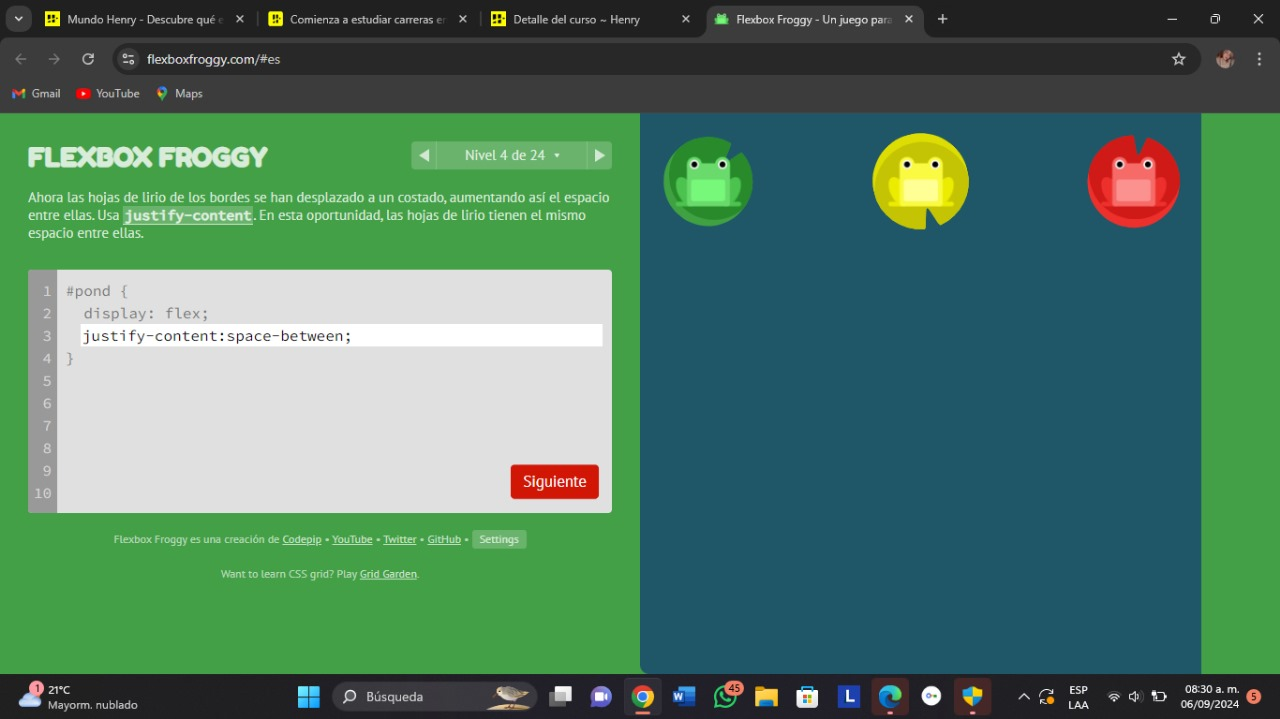 Mundo Henry - Descubre qué e
Comienza a estudiar carreras en
Detalle del curso ~ Henry
Flexbox Froggy - Un juego para
flexboxfroggy.com/#es
Gmail
YouTube
Maps
FLEXBOX FROGGY
Nivel 4 de 24
Ahora las hojas de lirio de los bordes se han desplazado a un costado, aumentando así el espacio
entre ellas. Usa justify-content. En esta oportunidad, las hojas de lirio tienen el mismo
espacio entre ellas.
1 #pond {
2 display: flex;
3 justify-content:space-between;
4 }
5
6
7
8
9
10
Siguiente
Flexbox Froggy es una creación de Codepip • YouTube • Twitter • GitHub • Settings
Want to learn CSS grid? Play Grid Garden.
1
21°C
Mayorm. nublado
Búsqueda
45
ESP
LAA
08:30 a. m.
06/09/2024
5